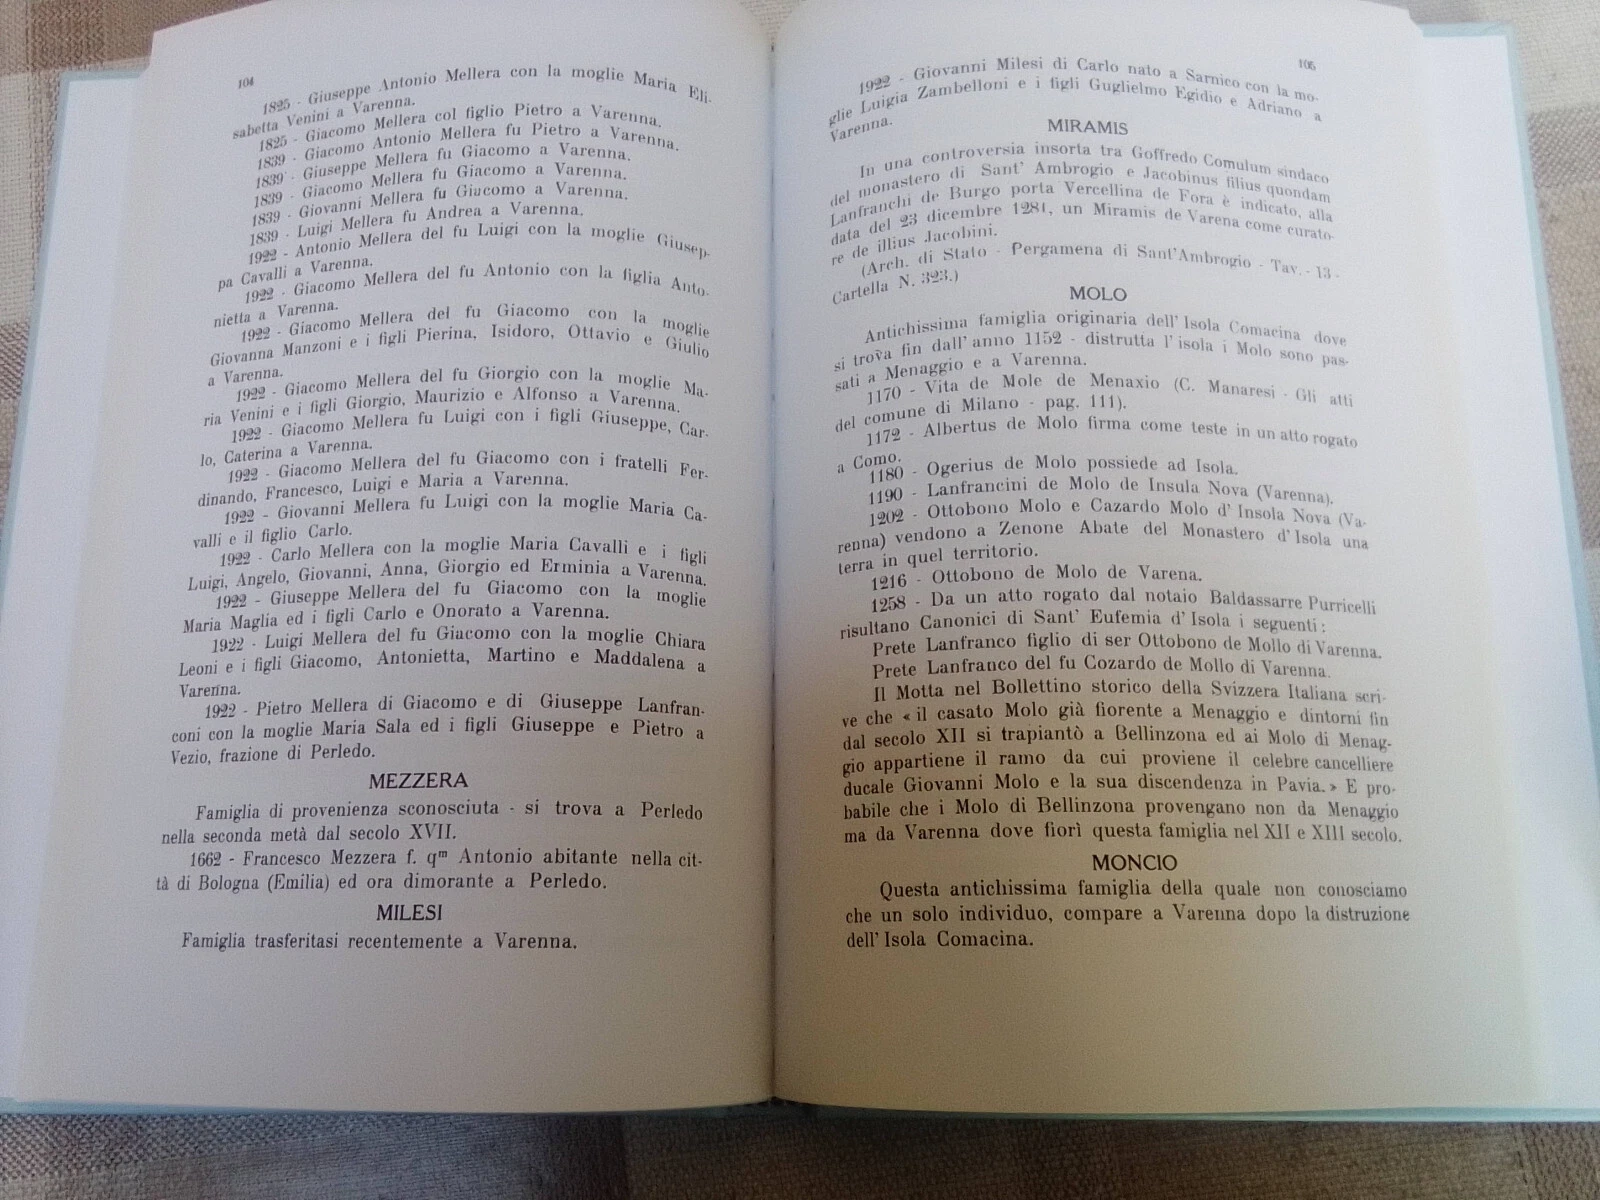 104
1825 - Giuseppe Antonio Mellera con la moglie Maria Eli-
sabetta Venini a Varenna.
1825 - Giacomo Mellera col figlio Pietro a Varenna.
1839 - Giacomo Antonio Mellera fu Pietro a Varenna.
1839 - Giuseppe Mellera fu Giacomo a Varenna.
1839 - Giacomo Mellera fu Giacomo a Varenna.
1839 - Giovanni Mellera fu Giacomo a Varenna.
1839 - Luigi Mellera fu Andrea a Varenna.
1922 - Antonio Mellera del fu Luigi con la moglie Giusep-
pa Cavalli a Varenna.
1922 - Giacomo Mellera del fu Antonio con la figlia Anto-
nietta a Varenna.
1922 - Giacomo Mellera del fu Giacomo con la moglie
Giovanna Manzoni e i figli Pierina, Isidoro, Ottavio e Giulio
a Varenna.
1922 - Giacomo Mellera del fu Giorgio con la moglie Ma-
ria Venini e i figli Giorgio, Maurizio e Alfonso a Varenna.
1922 - Giacomo Mellera fu Luigi con i figli Giuseppe, Car-
lo, Caterina a Varenna.
1922 - Giacomo Mellera del fu Giacomo con i fratelli Fer-
dinando, Francesco, Luigi e Maria a Varenna.
1922 - Giovanni Mellera fu Luigi con la moglie Maria Ca-
valli e il figlio Carlo.
1922 - Carlo Mellera con la moglie Maria Cavalli e i figli
Luigi, Angelo, Giovanni, Anna, Giorgio ed Erminia a Varenna.
1922 - Giuseppe Mellera del fu Giacomo con la moglie
Maria Maglia ed i figli Carlo e Onorato a Varenna.
1922 - Luigi Mellera del fu Giacomo con la moglie Chiara
Leoni e i figli Giacomo, Antonietta, Martino e Maddalena a
Varenna.
1922 - Pietro Mellera di Giacomo e di Giuseppe Lanfran-
coni con la moglie Maria Sala ed i figli Giuseppe e Pietro a
Vezio, frazione di Perledo.
MEZZERA
Famiglia di provenienza sconosciuta - si trova a Perledo
nella seconda metà dal secolo XVII.
1662 - Francesco Mezzera f. qᵐ Antonio abitante nella cit-
tà di Bologna (Emilia) ed ora dimorante a Perledo.
MILESI
Famiglia trasferitasi recentemente a Varenna.
105
1922 - Giovanni Milesi di Carlo nato a Sarnico con la mo-
glie Luigia Zambelloni e i figli Guglielmo Egidio e Adriano a
Varenna.
MIRAMIS
In una controversia insorta tra Goffredo Comulum sindaco
del monastero di Sant' Ambrogio e Jacobinus filius quondam
Lanfranchi de Burgo porta Vercellina de Fora è indicato, alla
data del 23 dicembre 1281, un Miramis de Varena come curato-
re de illius Jacobini.
(Arch. di Stato - Pergamena di Sant'Ambrogio - Tav. - 13 -
Cartella N. 323.)
MOLO
Antichissima famiglia originaria dell' Isola Comacina dove
si trova fin dall' anno 1152 - distrutta l' isola i Molo sono pas-
sati a Menaggio e a Varenna.
1170 - Vita de Mole de Menaxio (C. Manaresi - Gli atti
del comune di Milano - pag. 111).
1172 - Albertus de Molo firma come teste in un atto rogato
a Como.
1180 - Ogerius de Molo possiede ad Isola.
1190 - Lanfrancini de Molo de Insula Nova (Varenna).
1202 - Ottobono Molo e Cazardo Molo d' Insola Nova (Va-
renna) vendono a Zenone Abate del Monastero d' Isola una
terra in quel territorio.
1216 - Ottobono de Molo de Varena.
1258 - Da un atto rogato dal notaio Baldassarre Purricelli
risultano Canonici di Sant' Eufemia d' Isola i seguenti :
Prete Lanfranco figlio di ser Ottobono de Mollo di Varenna.
Prete Lanfranco del fu Cozardo de Mollo di Varenna.
Il Motta nel Bollettino storico della Svizzera Italiana scri-
ve che « il casato Molo già fiorente a Menaggio e dintorni fin
dal secolo XII si trapiantò a Bellinzona ed ai Molo di Menag-
gio appartiene il ramo da cui proviene il celebre cancelliere
ducale Giovanni Molo e la sua discendenza in Pavia. » E pro-
babile che i Molo di Bellinzona provengano non da Menaggio
ma da Varenna dove fiorì questa famiglia nel XII e XIII secolo.
MONCIO
Questa antichissima famiglia della quale non conosciamo
che un solo individuo, compare a Varenna dopo la distruzione
dell' Isola Comacina.